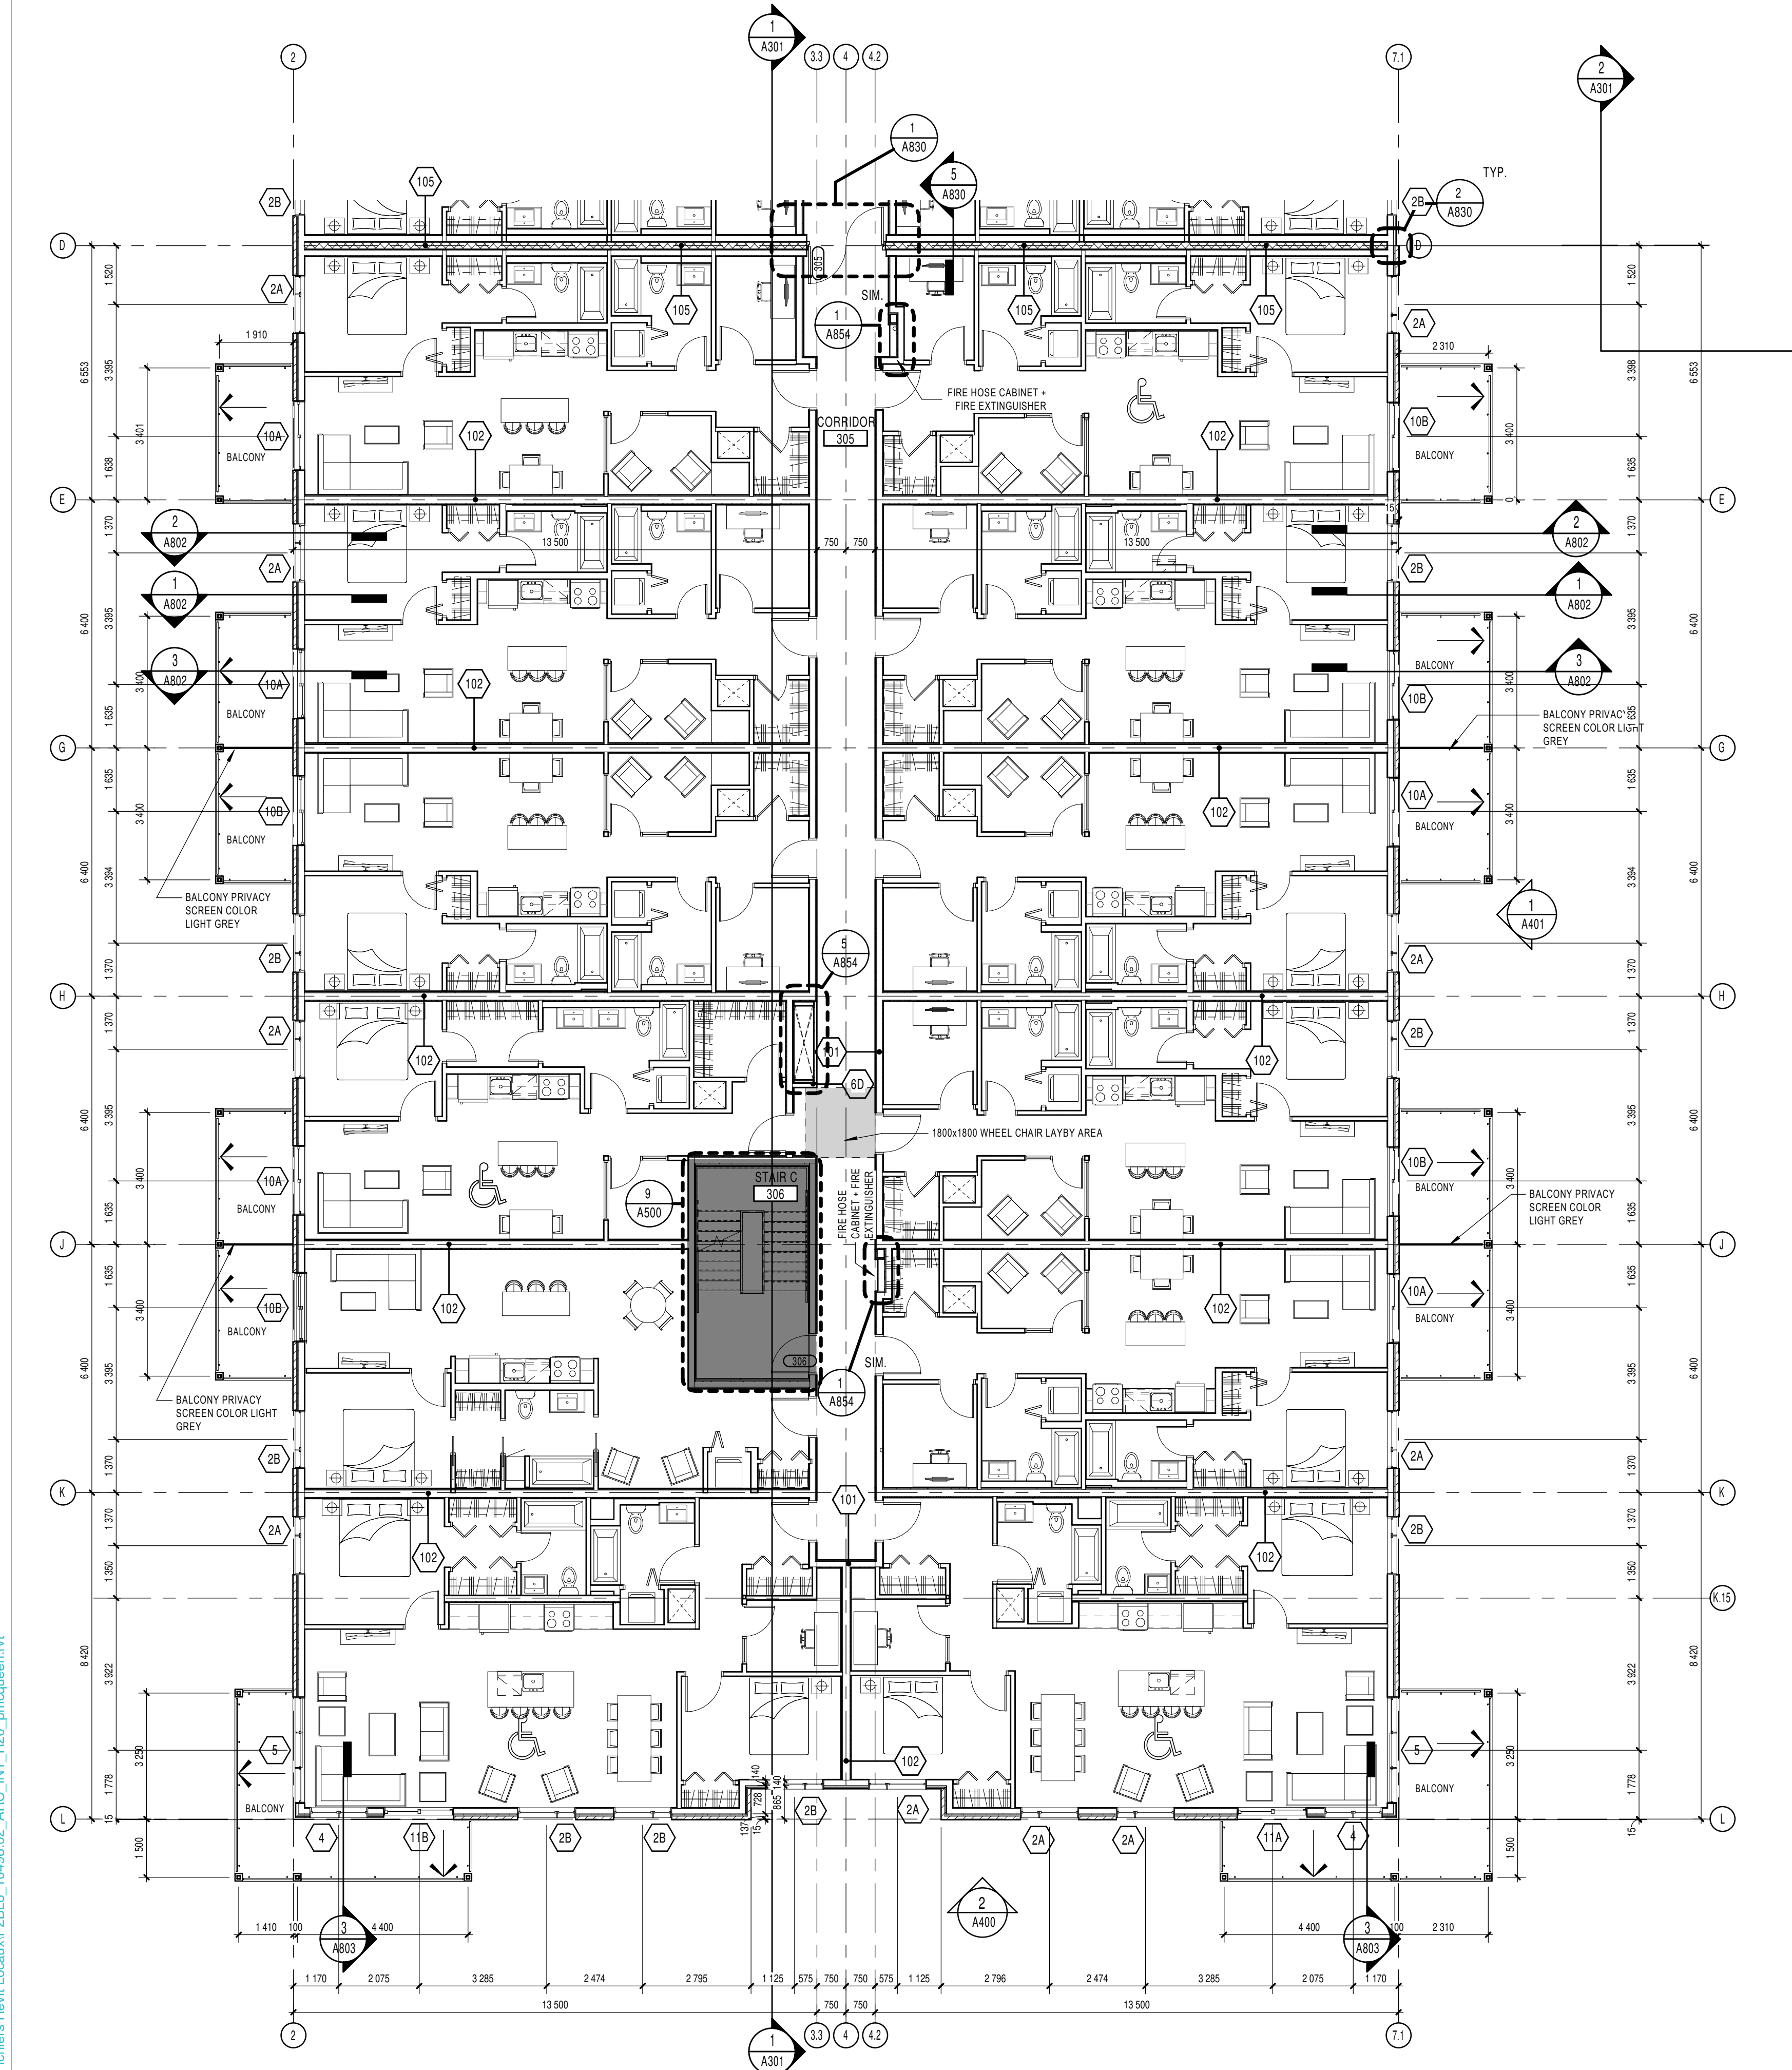 1
A301
2
3.3
4
4.2
7.1
2
A301
1
A830
5
A830
TYP.
2B
105
2B
2
A830
D
D
305
1 520
1 520
2A
SIM.
105
105
105
105
2A
1
A854
1 910
2 310
6 553
3 395
3 398
6 553
FIRE HOSE CABINET +
FIRE EXTINGUISHER
3 401
CORRIDOR
305
10A
102
102
10B
3 400
BALCONY
BALCONY
1 638
1 635
E
0
E
15
2
A802
1 370
13 500
750
750
13 500
2
A802
1 370
2A
2B
1
A802
1
A802
6 400
3 395
3 395
6 400
3
A802
3
A802
BALCONY
3 400
10A
102
10B
3 400
BALCONY
1 635
1 635
BALCONY PRIVACY
SCREEN COLOR LIGHT
GREY
G
G
1 635
1 635
10B
102
10A
3 400
3 400
BALCONY
BALCONY
6 400
3 394
3 394
6 400
BALCONY PRIVACY
SCREEN COLOR
LIGHT GREY
1
A401
5
A854
2B
2A
1 370
1 370
H
H
1 370
1 370
2A
2B
102
101
102
6D
6 400
3 395
3 395
6 400
1800x1800 WHEEL CHAIR LAYBY AREA
3 400
10A
STAIR C
306
10B
3 400
BALCONY
BALCONY
9
A500
FIRE HOSE
CABINET + FIRE
EXTINGUISHER
BALCONY PRIVACY
SCREEN COLOR
LIGHT GREY
1 635
1 635
J
J
1 635
1 635
3 400
10B
102
102
10A
3 400
BALCONY
BALCONY
306
SIM.
6 400
3 395
3 395
6 400
1
A854
BALCONY PRIVACY
SCREEN COLOR LIGHT
GREY
2B
2A
1 370
1 370
K
K
101
1 370
1 370
2A
2B
102
102
1 350
1 350
K.15
8 420
3 922
3 922
8 420
3 250
5
5
3 250
102
BALCONY
BALCONY
1 778
1 778
140
140
728
865
137
15
2B
2A
L
15
15
L
4
11B
2B
2B
2A
2A
11A
4
1 500
1 500
2
A400
1 410
100
4 400
3
A803
4 400
100
2 310
3
A803
1 170
2 075
3 285
2 474
2 795
1 125
575
750
750
575
1 125
2 796
2 474
3 285
2 075
1 170
13 500
750
750
13 500
2
3.3
4
4.2
7.1
1
A301